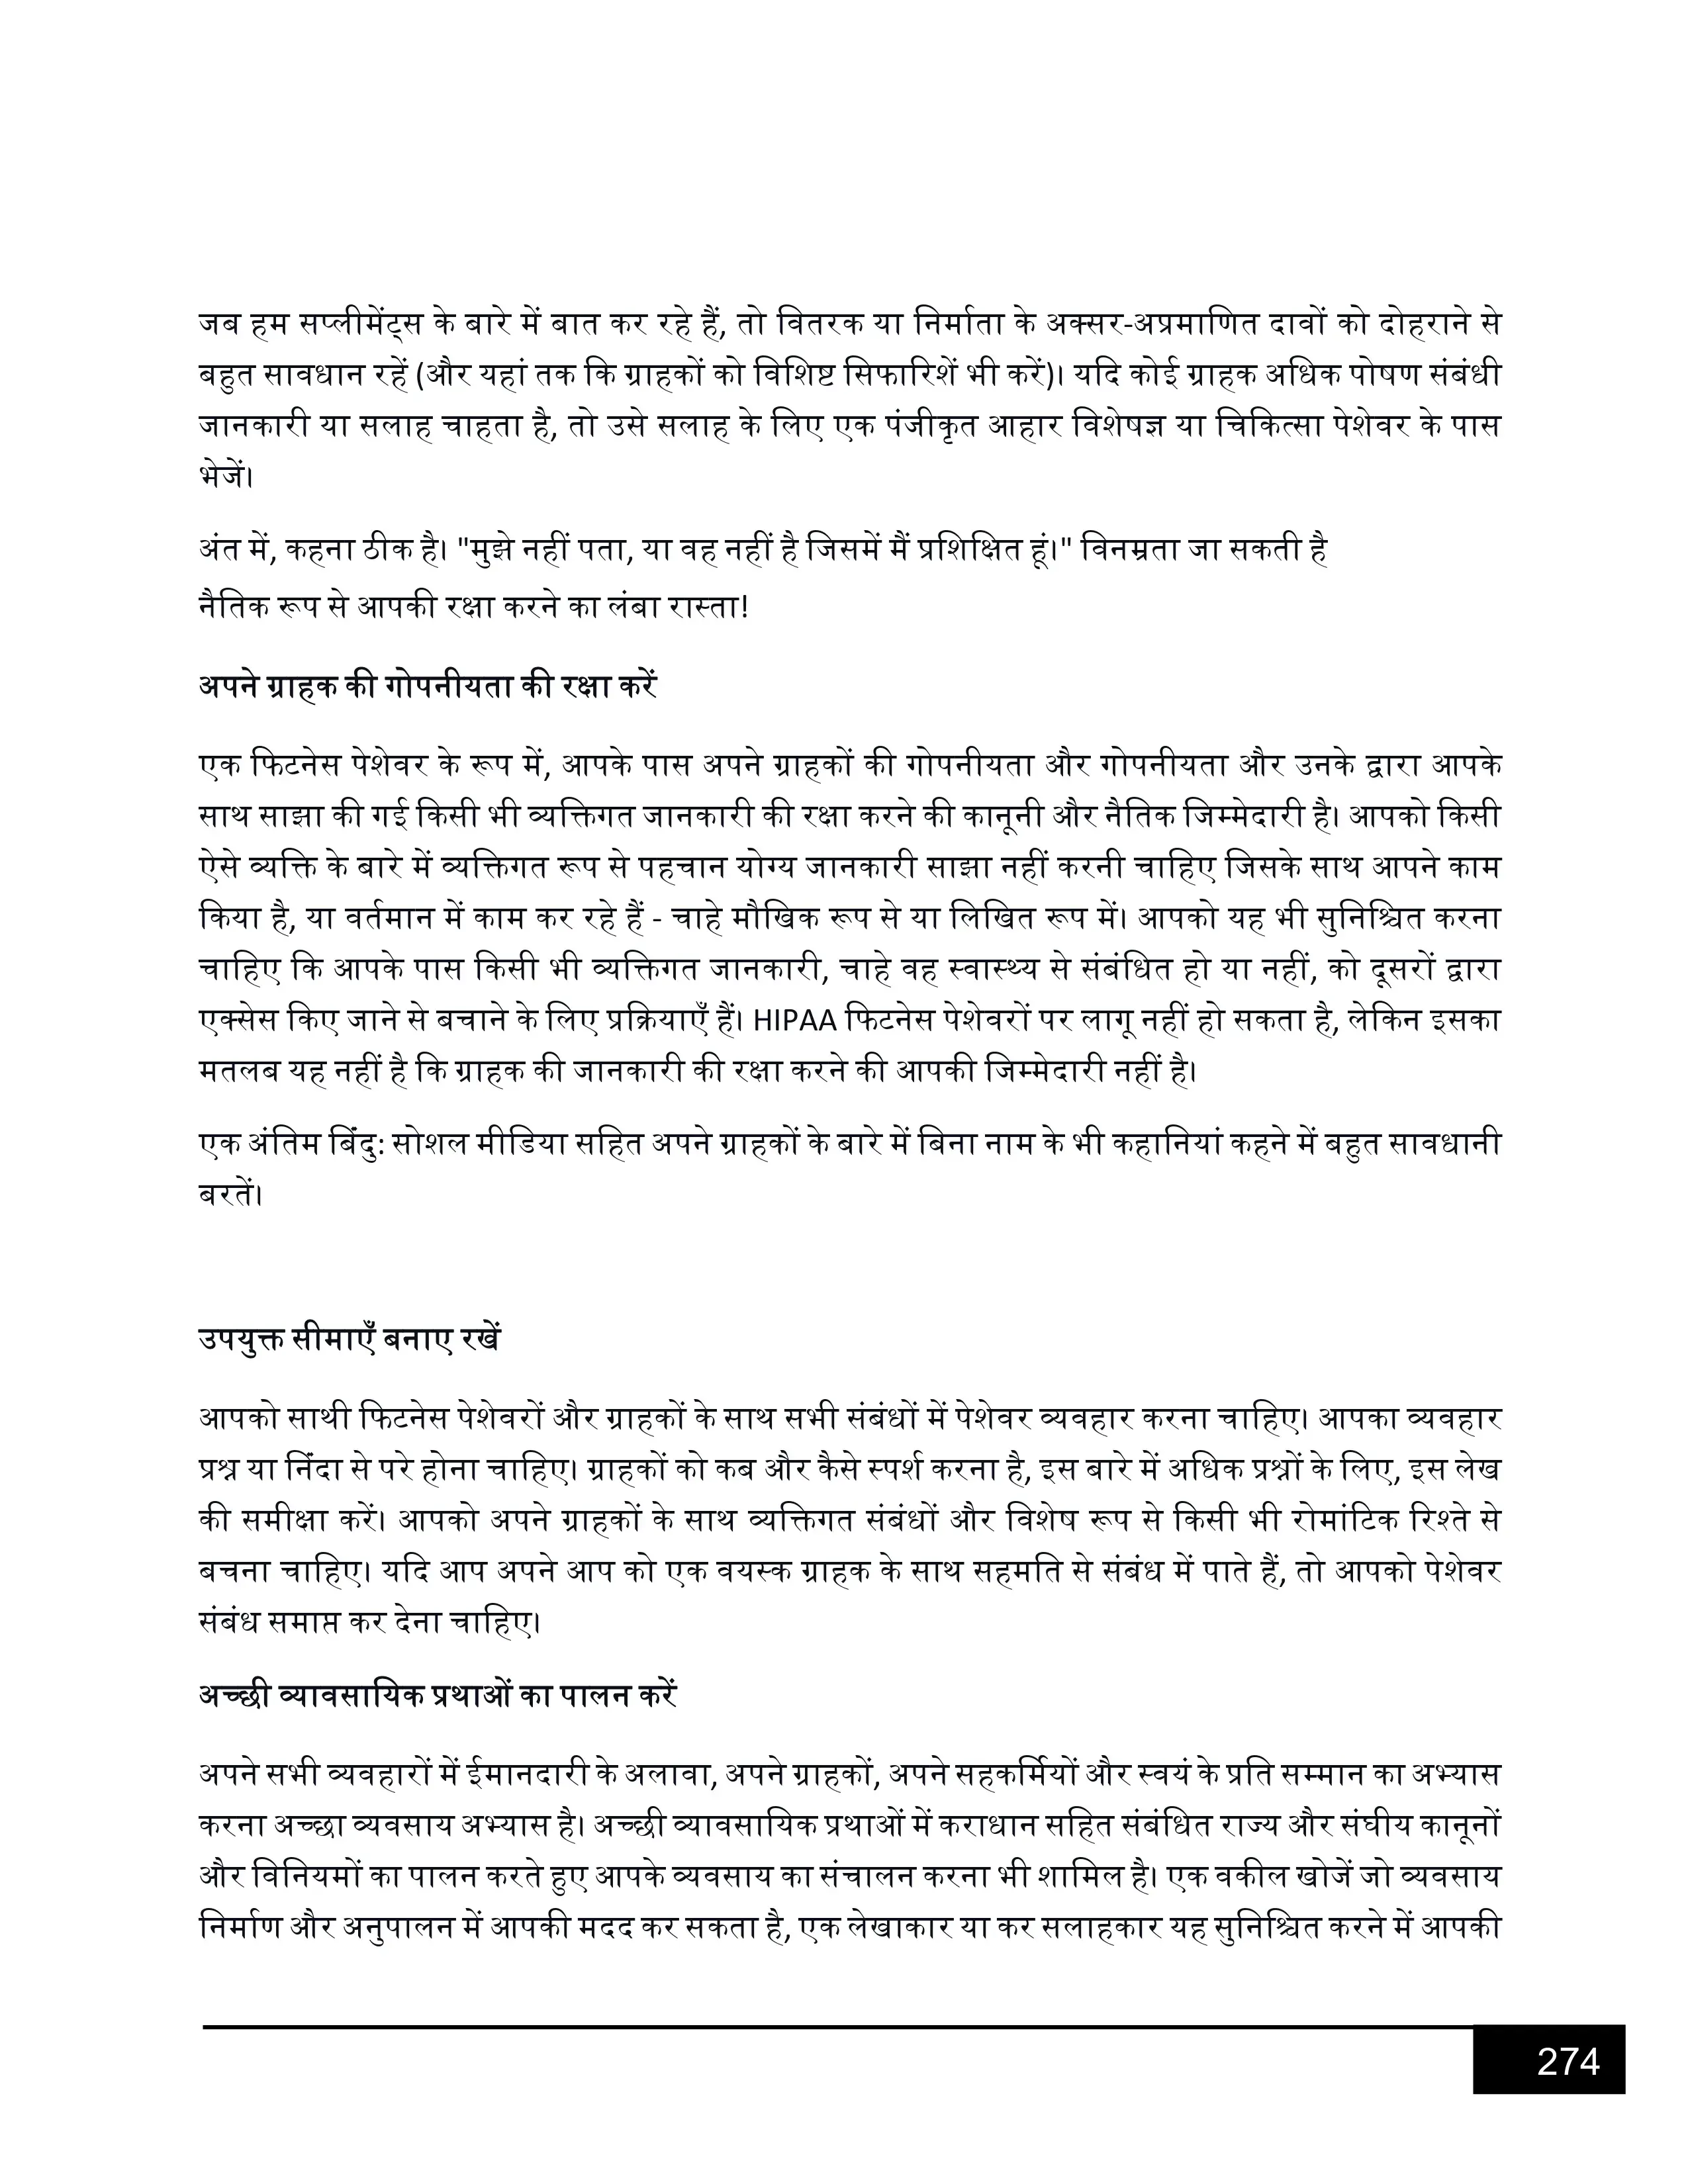 जब हम सप्लीमेंट्स के बारे में बात कर रहे हैं, तो वितरक या निर्माता के अक्सर-अप्रमाणित दावों को दोहराने से
बहुत सावधान रहें (और यहां तक कि ग्राहकों को विशिष्ट सिफारिशें भी करें)। यदि कोई ग्राहक अधिक पोषण संबंधी
जानकारी या सलाह चाहता है, तो उसे सलाह के लिए एक पंजीकृत आहार विशेषज्ञ या चिकित्सा पेशेवर के पास
भेजें।
अंत में, कहना ठीक है। "मुझे नहीं पता, या वह नहीं है जिसमें मैं प्रशिक्षित हूं।" विनम्रता जा सकती है
नैतिक रूप से आपकी रक्षा करने का लंबा रास्ता!
अपने ग्राहक की गोपनीयता की रक्षा करें
एक फिटनेस पेशेवर के रूप में, आपके पास अपने ग्राहकों की गोपनीयता और गोपनीयता और उनके द्वारा आपके
साथ साझा की गई किसी भी व्यक्तिगत जानकारी की रक्षा करने की कानूनी और नैतिक जिम्मेदारी है। आपको किसी
ऐसे व्यक्ति के बारे में व्यक्तिगत रूप से पहचान योग्य जानकारी साझा नहीं करनी चाहिए जिसके साथ आपने काम
किया है, या वर्तमान में काम कर रहे हैं - चाहे मौखिक रूप से या लिखित रूप में। आपको यह भी सुनिश्चित करना
चाहिए कि आपके पास किसी भी व्यक्तिगत जानकारी, चाहे वह स्वास्थ्य से संबंधित हो या नहीं, को दूसरों द्वारा
एक्सेस किए जाने से बचाने के लिए प्रक्रियाएँ हैं। HIPAA फिटनेस पेशेवरों पर लागू नहीं हो सकता है, लेकिन इसका
मतलब यह नहीं है कि ग्राहक की जानकारी की रक्षा करने की आपकी जिम्मेदारी नहीं है।
एक अंतिम बिंदु: सोशल मीडिया सहित अपने ग्राहकों के बारे में बिना नाम के भी कहानियां कहने में बहुत सावधानी
बरतें।
उपयुक्त सीमाएँ बनाए रखें
आपको साथी फिटनेस पेशेवरों और ग्राहकों के साथ सभी संबंधों में पेशेवर व्यवहार करना चाहिए। आपका व्यवहार
प्रश्न या निंदा से परे होना चाहिए। ग्राहकों को कब और कैसे स्पर्श करना है, इस बारे में अधिक प्रश्नों के लिए, इस लेख
की समीक्षा करें। आपको अपने ग्राहकों के साथ व्यक्तिगत संबंधों और विशेष रूप से किसी भी रोमांटिक रिश्ते से
बचना चाहिए। यदि आप अपने आप को एक वयस्क ग्राहक के साथ सहमति से संबंध में पाते हैं, तो आपको पेशेवर
संबंध समाप्त कर देना चाहिए।
अच्छी व्यावसायिक प्रथाओं का पालन करें
अपने सभी व्यवहारों में ईमानदारी के अलावा, अपने ग्राहकों, अपने सहकर्मियों और स्वयं के प्रति सम्मान का अभ्यास
करना अच्छा व्यवसाय अभ्यास है। अच्छी व्यावसायिक प्रथाओं में कराधान सहित संबंधित राज्य और संघीय कानूनों
और विनियमों का पालन करते हुए आपके व्यवसाय का संचालन करना भी शामिल है। एक वकील खोजें जो व्यवसाय
निर्माण और अनुपालन में आपकी मदद कर सकता है, एक लेखाकार या कर सलाहकार यह सुनिश्चित करने में आपकी
274